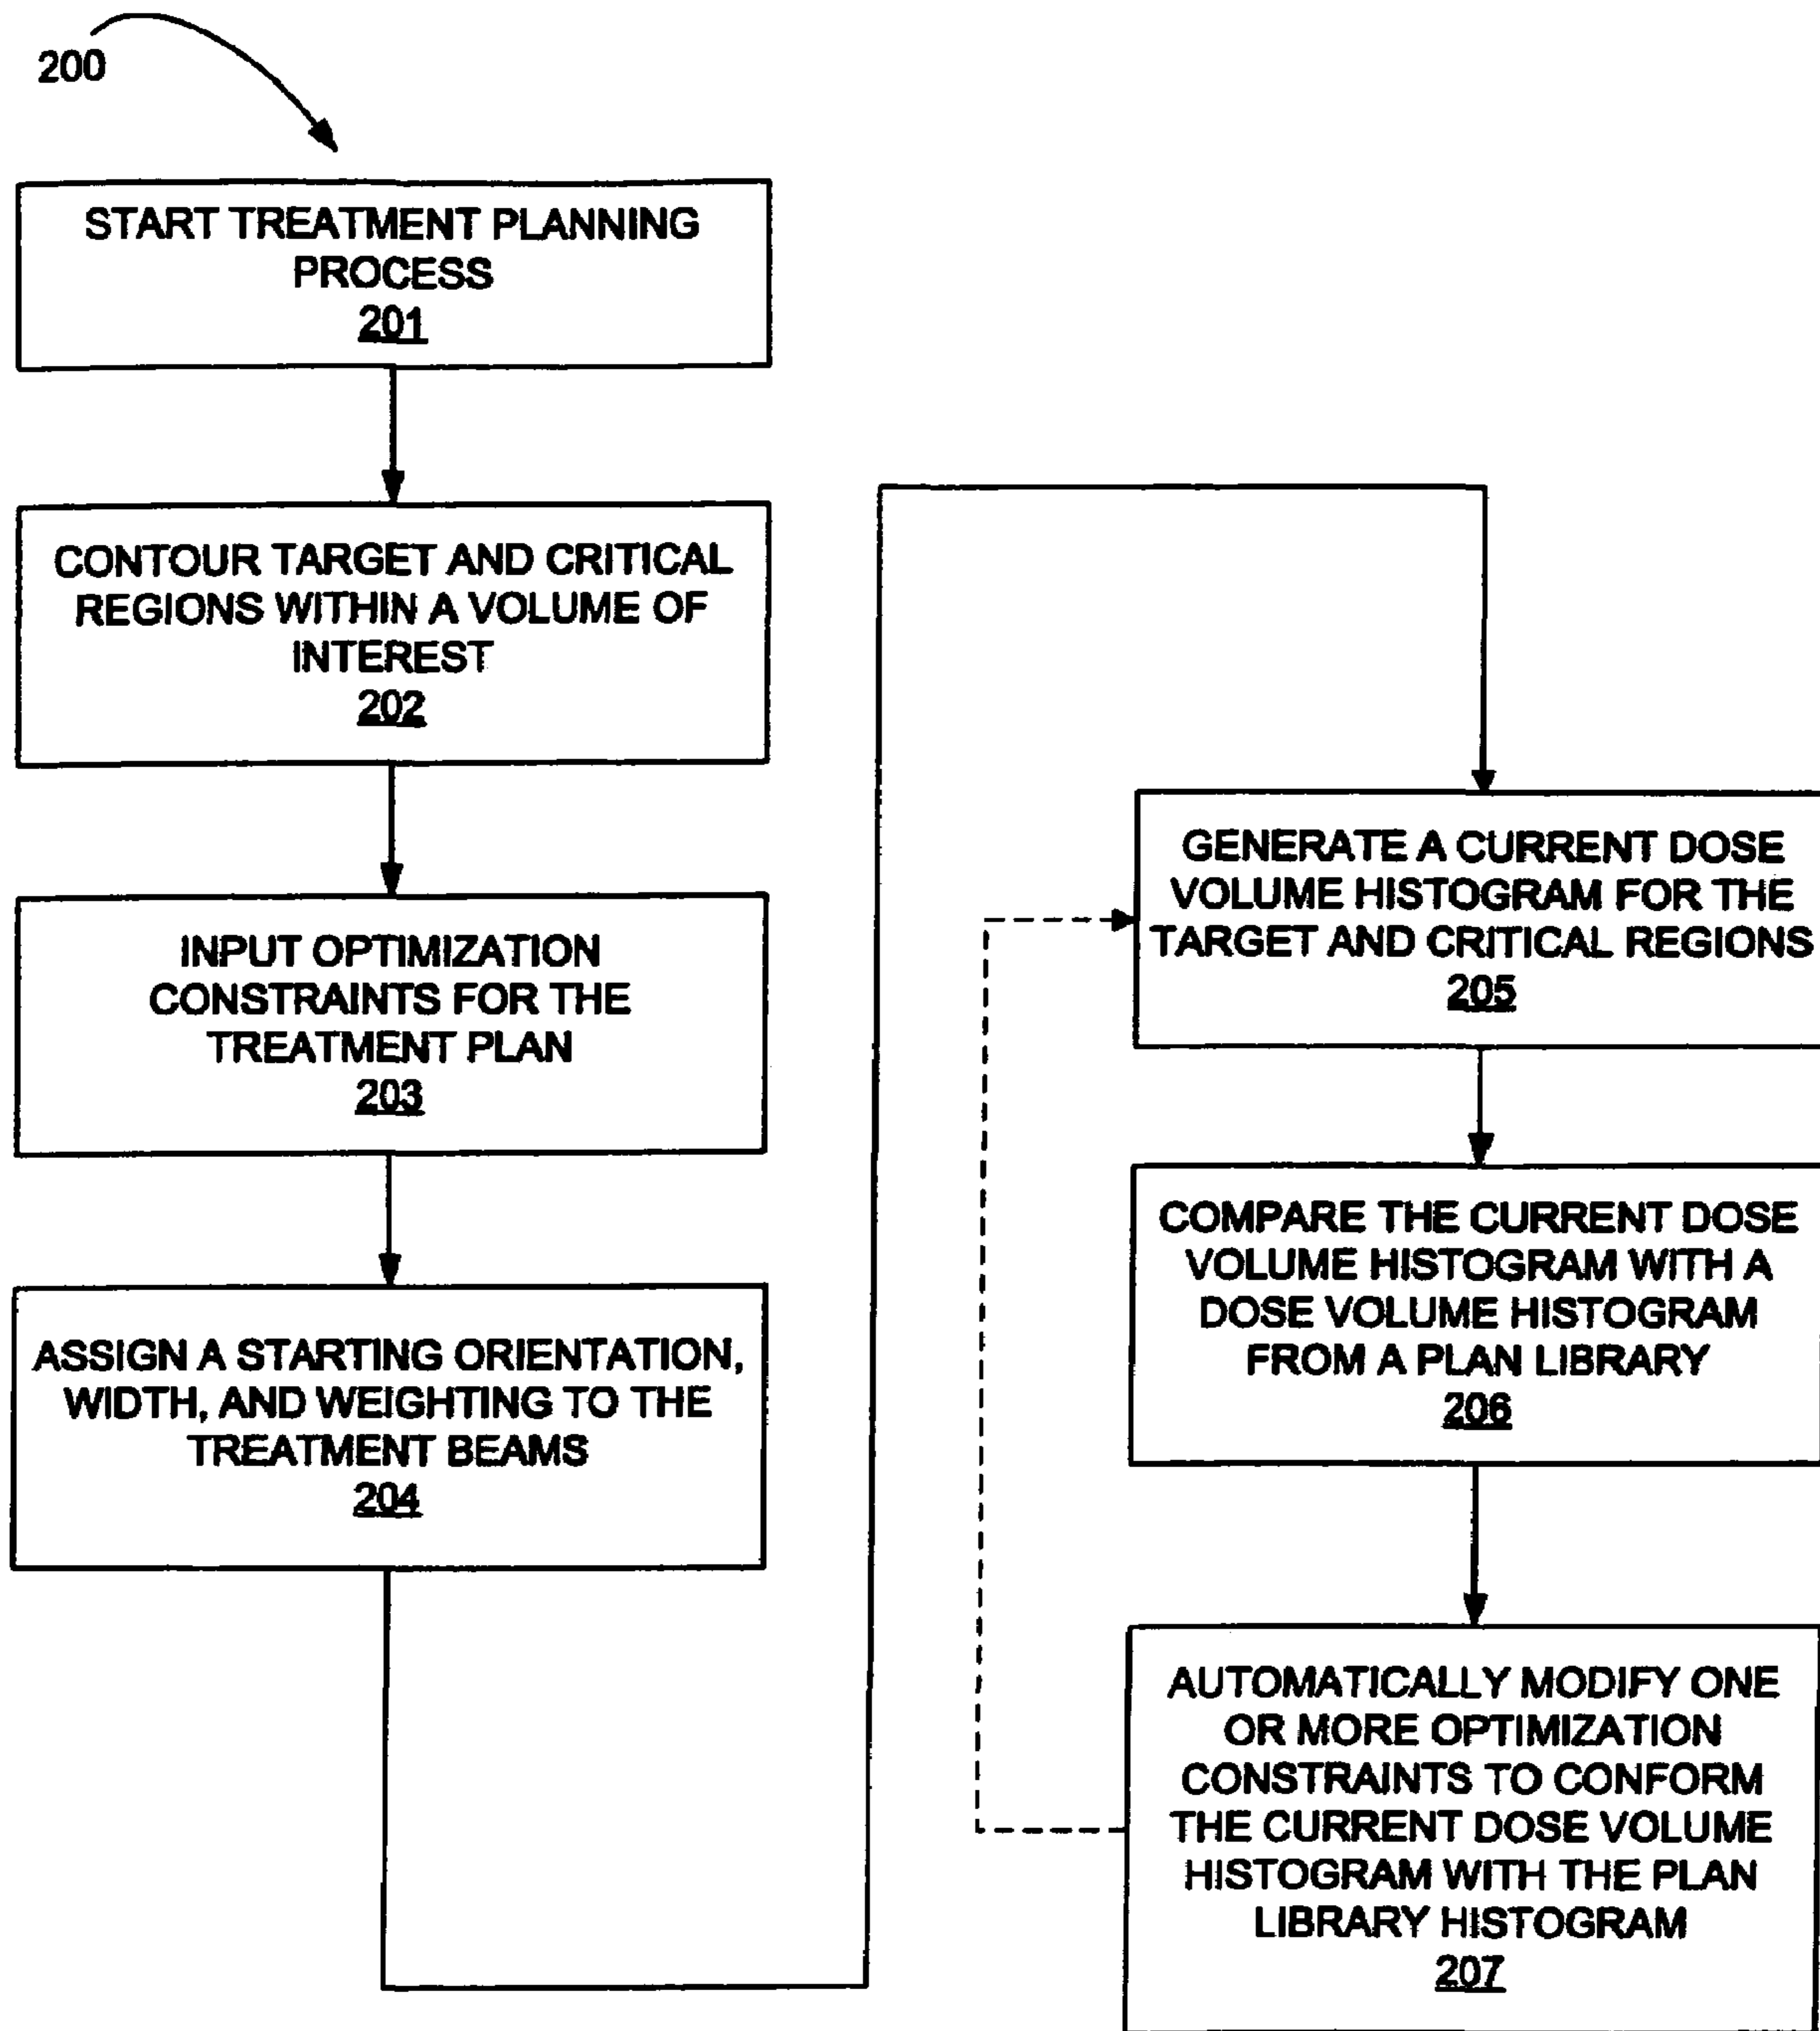 200
START TREATMENT PLANNING
PROCESS
201
CONTOUR TARGET AND CRITICAL
REGIONS WITHIN A VOLUME OF
INTEREST
202
INPUT OPTIMIZATION
CONSTRAINTS FOR THE
TREATMENT PLAN
203
ASSIGN A STARTING ORIENTATION,
WIDTH, AND WEIGHTING TO THE
TREATMENT BEAMS
204
GENERATE A CURRENT DOSE
VOLUME HISTOGRAM FOR THE
TARGET AND CRITICAL REGIONS
205
COMPARE THE CURRENT DOSE
VOLUME HISTOGRAM WITH A
DOSE VOLUME HISTOGRAM
FROM A PLAN LIBRARY
206
AUTOMATICALLY MODIFY ONE
OR MORE OPTIMIZATION
CONSTRAINTS TO CONFORM
THE CURRENT DOSE VOLUME
HISTOGRAM WITH THE PLAN
LIBRARY HISTOGRAM
207